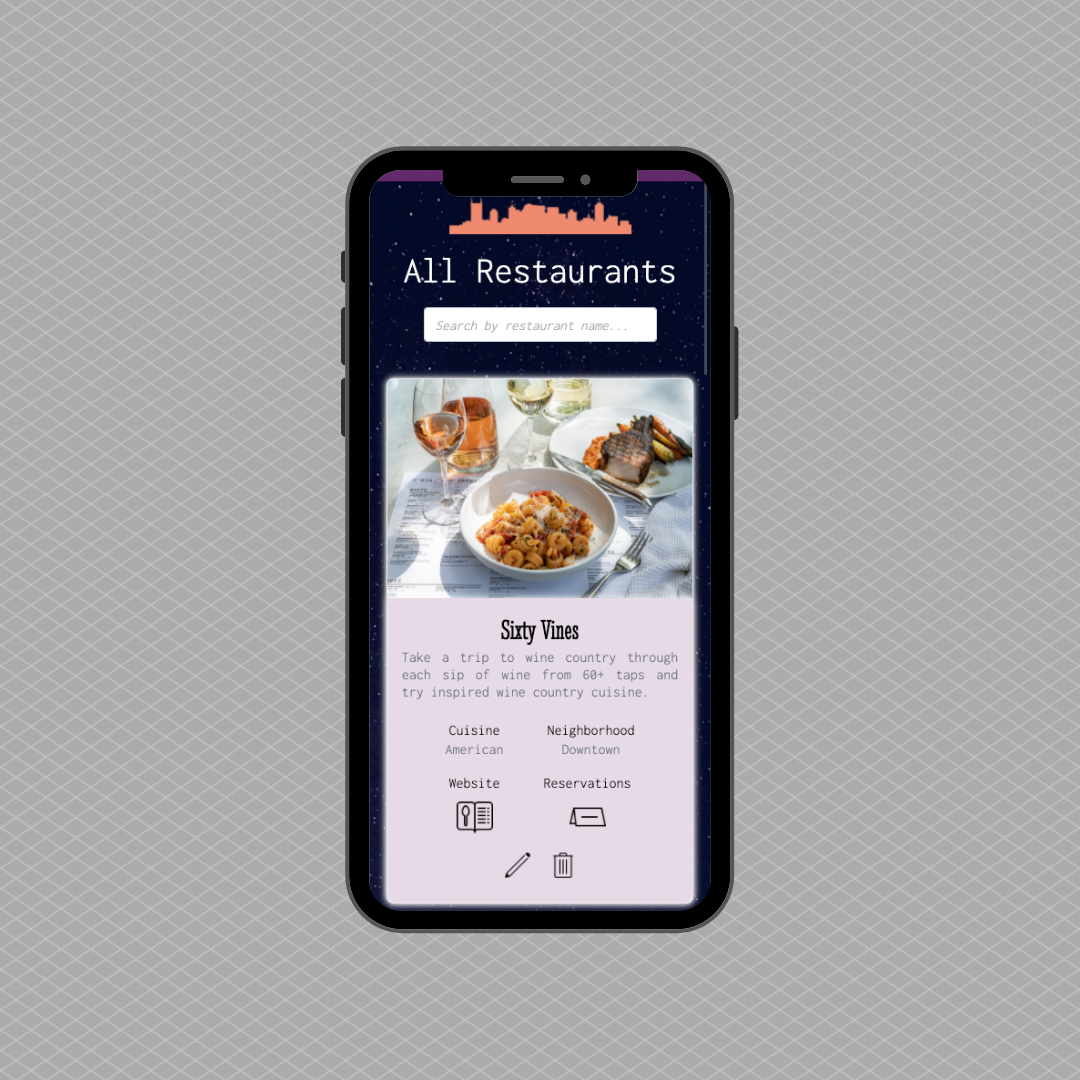 All Restaurants
Search by restaurant name...
Sixty Vines
Take a trip to wine country through
each sip of wine from 60+ taps and
try inspired wine country cuisine.
Cuisine Neighborhood
American Downtown
Website Reservations